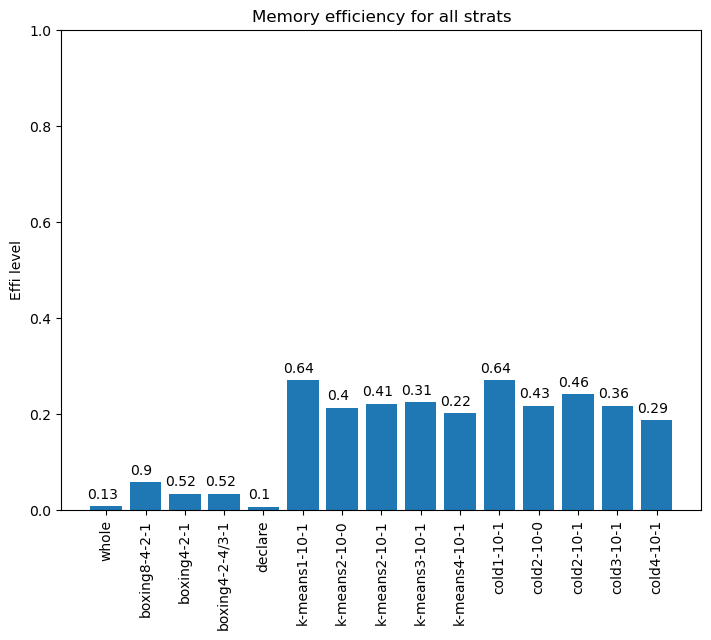 Memory efficiency for all strats
Effi level
1.0
0.8
0.6
0.4
0.2
0.0
0.13
0.9
0.52
0.52
0.1
0.64
0.4
0.41
0.31
0.22
0.64
0.43
0.46
0.36
0.29
whole
boxing8-4-2-1
boxing4-2-1
boxing4-2-4/3-1
declare
k-means1-10-1
k-means2-10-0
k-means2-10-1
k-means3-10-1
k-means4-10-1
cold1-10-1
cold2-10-0
cold2-10-1
cold3-10-1
cold4-10-1